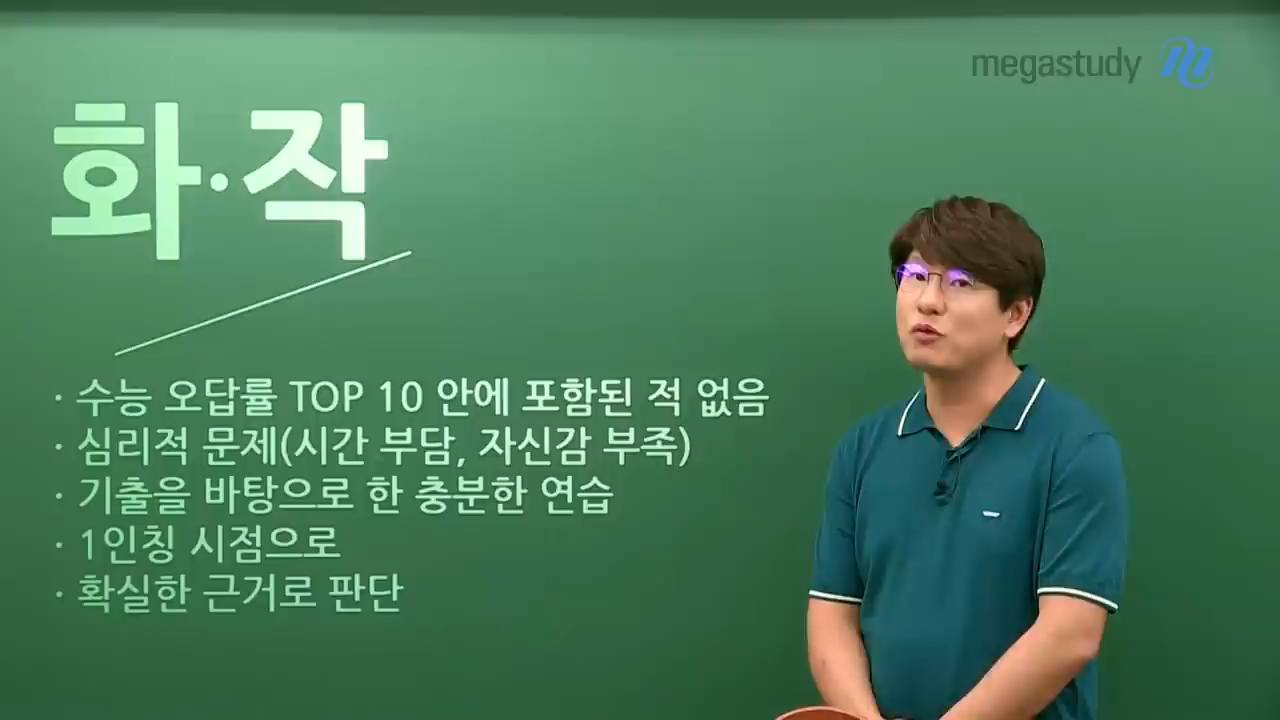 megastudy
화·작
· 수능 오답률 TOP 10 안에 포함된 적 없음
· 심리적 문제(시간 부담, 자신감 부족)
· 기출을 바탕으로 한 충분한 연습
· 1인칭 시점으로
· 확실한 근거로 판단